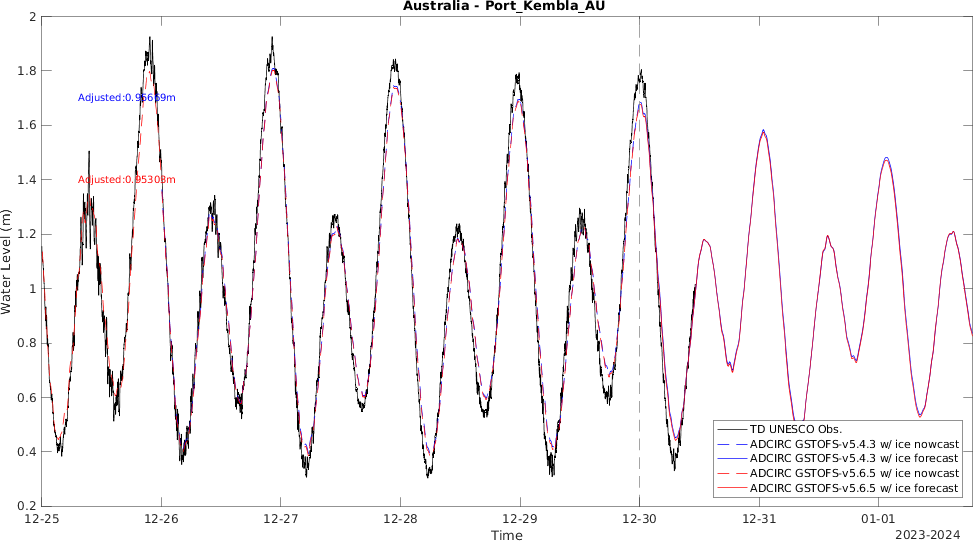 Australia - Port_Kembla_AU
2
1.8
1.6
1.4
1.2
1
0.8
0.6
0.4
0.2
Water Level (m)
Adjusted:0.96669m
Adjusted:0.95303m
TD UNESCO Obs.
ADCIRC GSTOFS-v5.4.3 w/ ice nowcast
ADCIRC GSTOFS-v5.4.3 w/ ice forecast
ADCIRC GSTOFS-v5.6.5 w/ ice nowcast
ADCIRC GSTOFS-v5.6.5 w/ ice forecast
12-25 12-26 12-27 12-28 12-29 12-30 12-31 01-01
Time
2023-2024